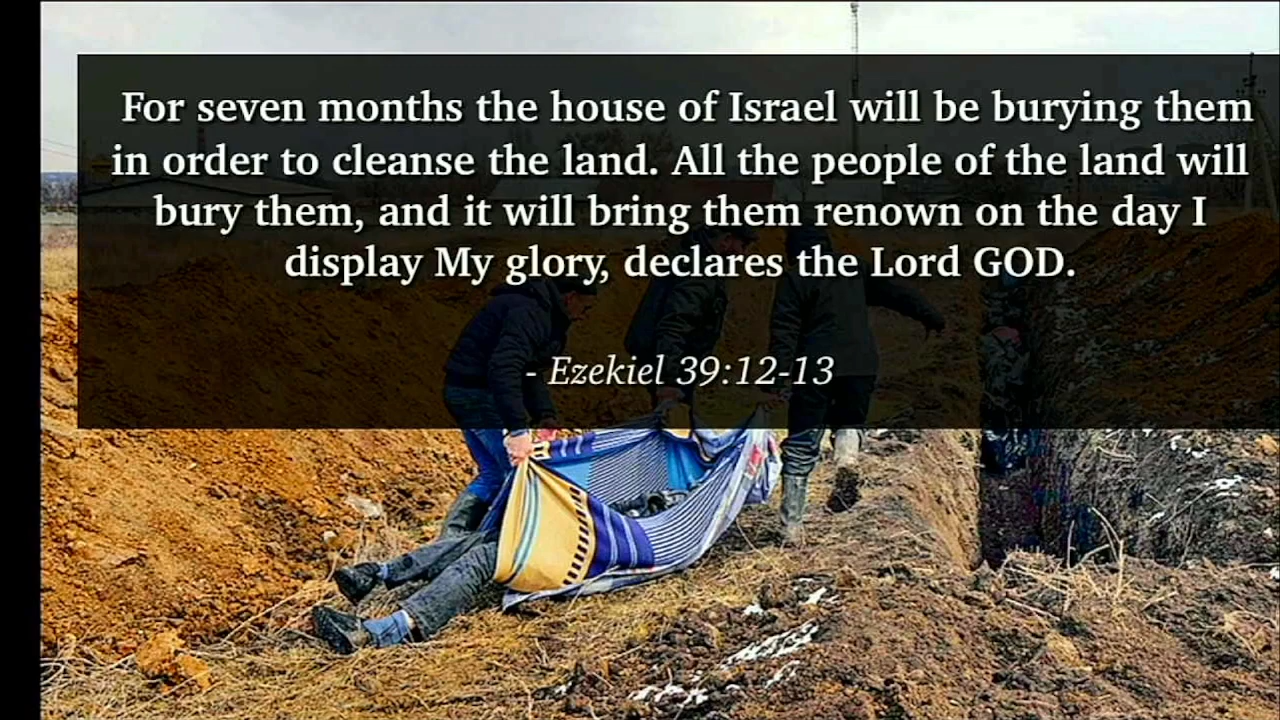 For seven months the house of Israel will be burying them
in order to cleanse the land. All the people of the land will
bury them, and it will bring them renown on the day I
display My glory, declares the Lord GOD.
- Ezekiel 39:12-13